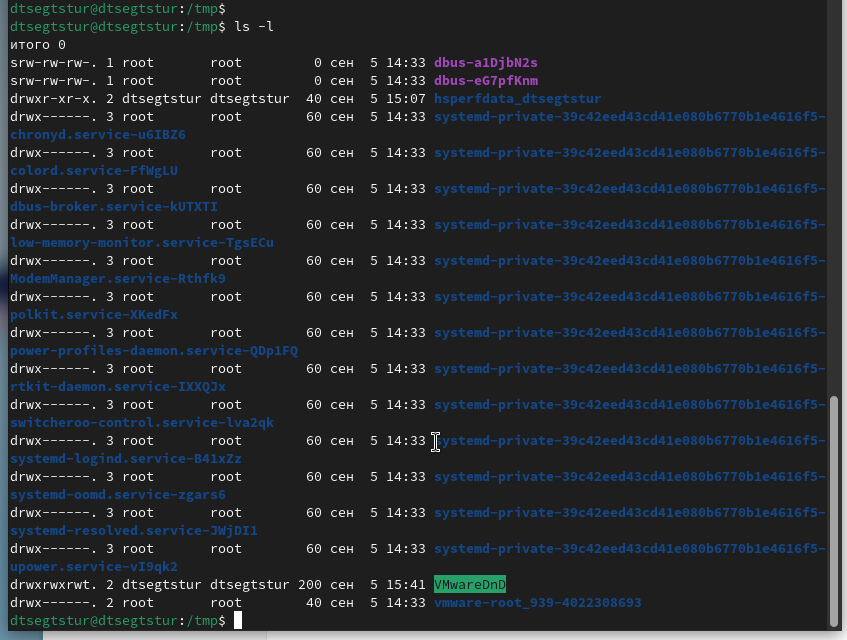 dtsegtstur@dtsegtstur:/tmp$
dtsegtstur@dtsegtstur:/tmp$ ls -l
итого 0
srw-rw-rw-. 1 root       root         0 сен  5 14:33 dbus-a1DjbN2s
srw-rw-rw-. 1 root       root         0 сен  5 14:33 dbus-eG7pfKnm
drwxr-xr-x. 2 dtsegtstur dtsegtstur  40 сен  5 15:07 hsperfdata_dtsegtstur
drwx------. 3 root       root        60 сен  5 14:33 systemd-private-39c42eed43cd41e080b6770b1e4616f5-
chronyd.service-u6IBZ6
drwx------. 3 root       root        60 сен  5 14:33 systemd-private-39c42eed43cd41e080b6770b1e4616f5-
colord.service-FfWgLU
drwx------. 3 root       root        60 сен  5 14:33 systemd-private-39c42eed43cd41e080b6770b1e4616f5-
dbus-broker.service-kUTXTI
drwx------. 3 root       root        60 сен  5 14:33 systemd-private-39c42eed43cd41e080b6770b1e4616f5-
low-memory-monitor.service-TgsECu
drwx------. 3 root       root        60 сен  5 14:33 systemd-private-39c42eed43cd41e080b6770b1e4616f5-
ModemManager.service-Rthfk9
drwx------. 3 root       root        60 сен  5 14:33 systemd-private-39c42eed43cd41e080b6770b1e4616f5-
polkit.service-XKedFx
drwx------. 3 root       root        60 сен  5 14:33 systemd-private-39c42eed43cd41e080b6770b1e4616f5-
power-profiles-daemon.service-QDp1FQ
drwx------. 3 root       root        60 сен  5 14:33 systemd-private-39c42eed43cd41e080b6770b1e4616f5-
rtkit-daemon.service-IXXQJx
drwx------. 3 root       root        60 сен  5 14:33 systemd-private-39c42eed43cd41e080b6770b1e4616f5-
switcheroo-control.service-lva2qk
drwx------. 3 root       root        60 сен  5 14:33 systemd-private-39c42eed43cd41e080b6770b1e4616f5-
systemd-logind.service-B41xZz
drwx------. 3 root       root        60 сен  5 14:33 systemd-private-39c42eed43cd41e080b6770b1e4616f5-
systemd-oomd.service-zgars6
drwx------. 3 root       root        60 сен  5 14:33 systemd-private-39c42eed43cd41e080b6770b1e4616f5-
systemd-resolved.service-JWjDI1
drwx------. 3 root       root        60 сен  5 14:33 systemd-private-39c42eed43cd41e080b6770b1e4616f5-
upower.service-vI9qk2
drwxrwxrwt. 2 dtsegtstur dtsegtstur 200 сен  5 15:41 VMwareDnD
drwx------. 2 root       root        40 сен  5 14:33 vmware-root_939-4022308693
dtsegtstur@dtsegtstur:/tmp$